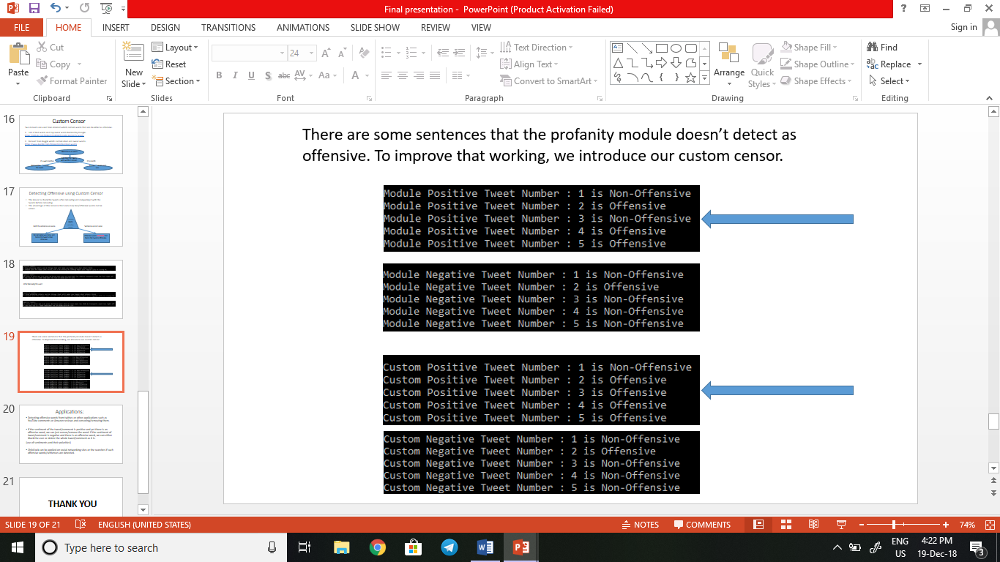 Final presentation - PowerPoint (Product Activation Failed)
FILE HOME INSERT DESIGN TRANSITIONS ANIMATIONS SLIDE SHOW REVIEW VIEW Sign in
Paste
Cut
Copy
Format Painter
Clipboard
New Slide
Layout
Reset
Section
Slides
24
B I U S abc AV Aa A
Font
Text Direction
Align Text
Convert to SmartArt
Paragraph
Arrange
Quick Styles
Shape Fill
Shape Outline
Shape Effects
Drawing
Find
Replace
Select
Editing
16
Custom Censor
17
Detecting Offensive using Custom Censor
18
19
20
Applications:
21
THANK YOU
There are some sentences that the profanity module doesn't detect as
offensive. To improve that working, we introduce our custom censor.
Module Positive Tweet Number : 1 is Non-Offensive
Module Positive Tweet Number : 2 is Offensive
Module Positive Tweet Number : 3 is Non-Offensive
Module Positive Tweet Number : 4 is Offensive
Module Positive Tweet Number : 5 is Offensive
Module Negative Tweet Number : 1 is Non-Offensive
Module Negative Tweet Number : 2 is Offensive
Module Negative Tweet Number : 3 is Non-Offensive
Module Negative Tweet Number : 4 is Non-Offensive
Module Negative Tweet Number : 5 is Non-Offensive
Custom Positive Tweet Number : 1 is Non-Offensive
Custom Positive Tweet Number : 2 is Offensive
Custom Positive Tweet Number : 3 is Offensive
Custom Positive Tweet Number : 4 is Offensive
Custom Positive Tweet Number : 5 is Offensive
Custom Negative Tweet Number : 1 is Non-Offensive
Custom Negative Tweet Number : 2 is Offensive
Custom Negative Tweet Number : 3 is Non-Offensive
Custom Negative Tweet Number : 4 is Non-Offensive
Custom Negative Tweet Number : 5 is Non-Offensive
SLIDE 19 OF 21 ENGLISH (UNITED STATES) NOTES COMMENTS 74%
Type here to search
ENG
US
4:22 PM
19-Dec-18
3